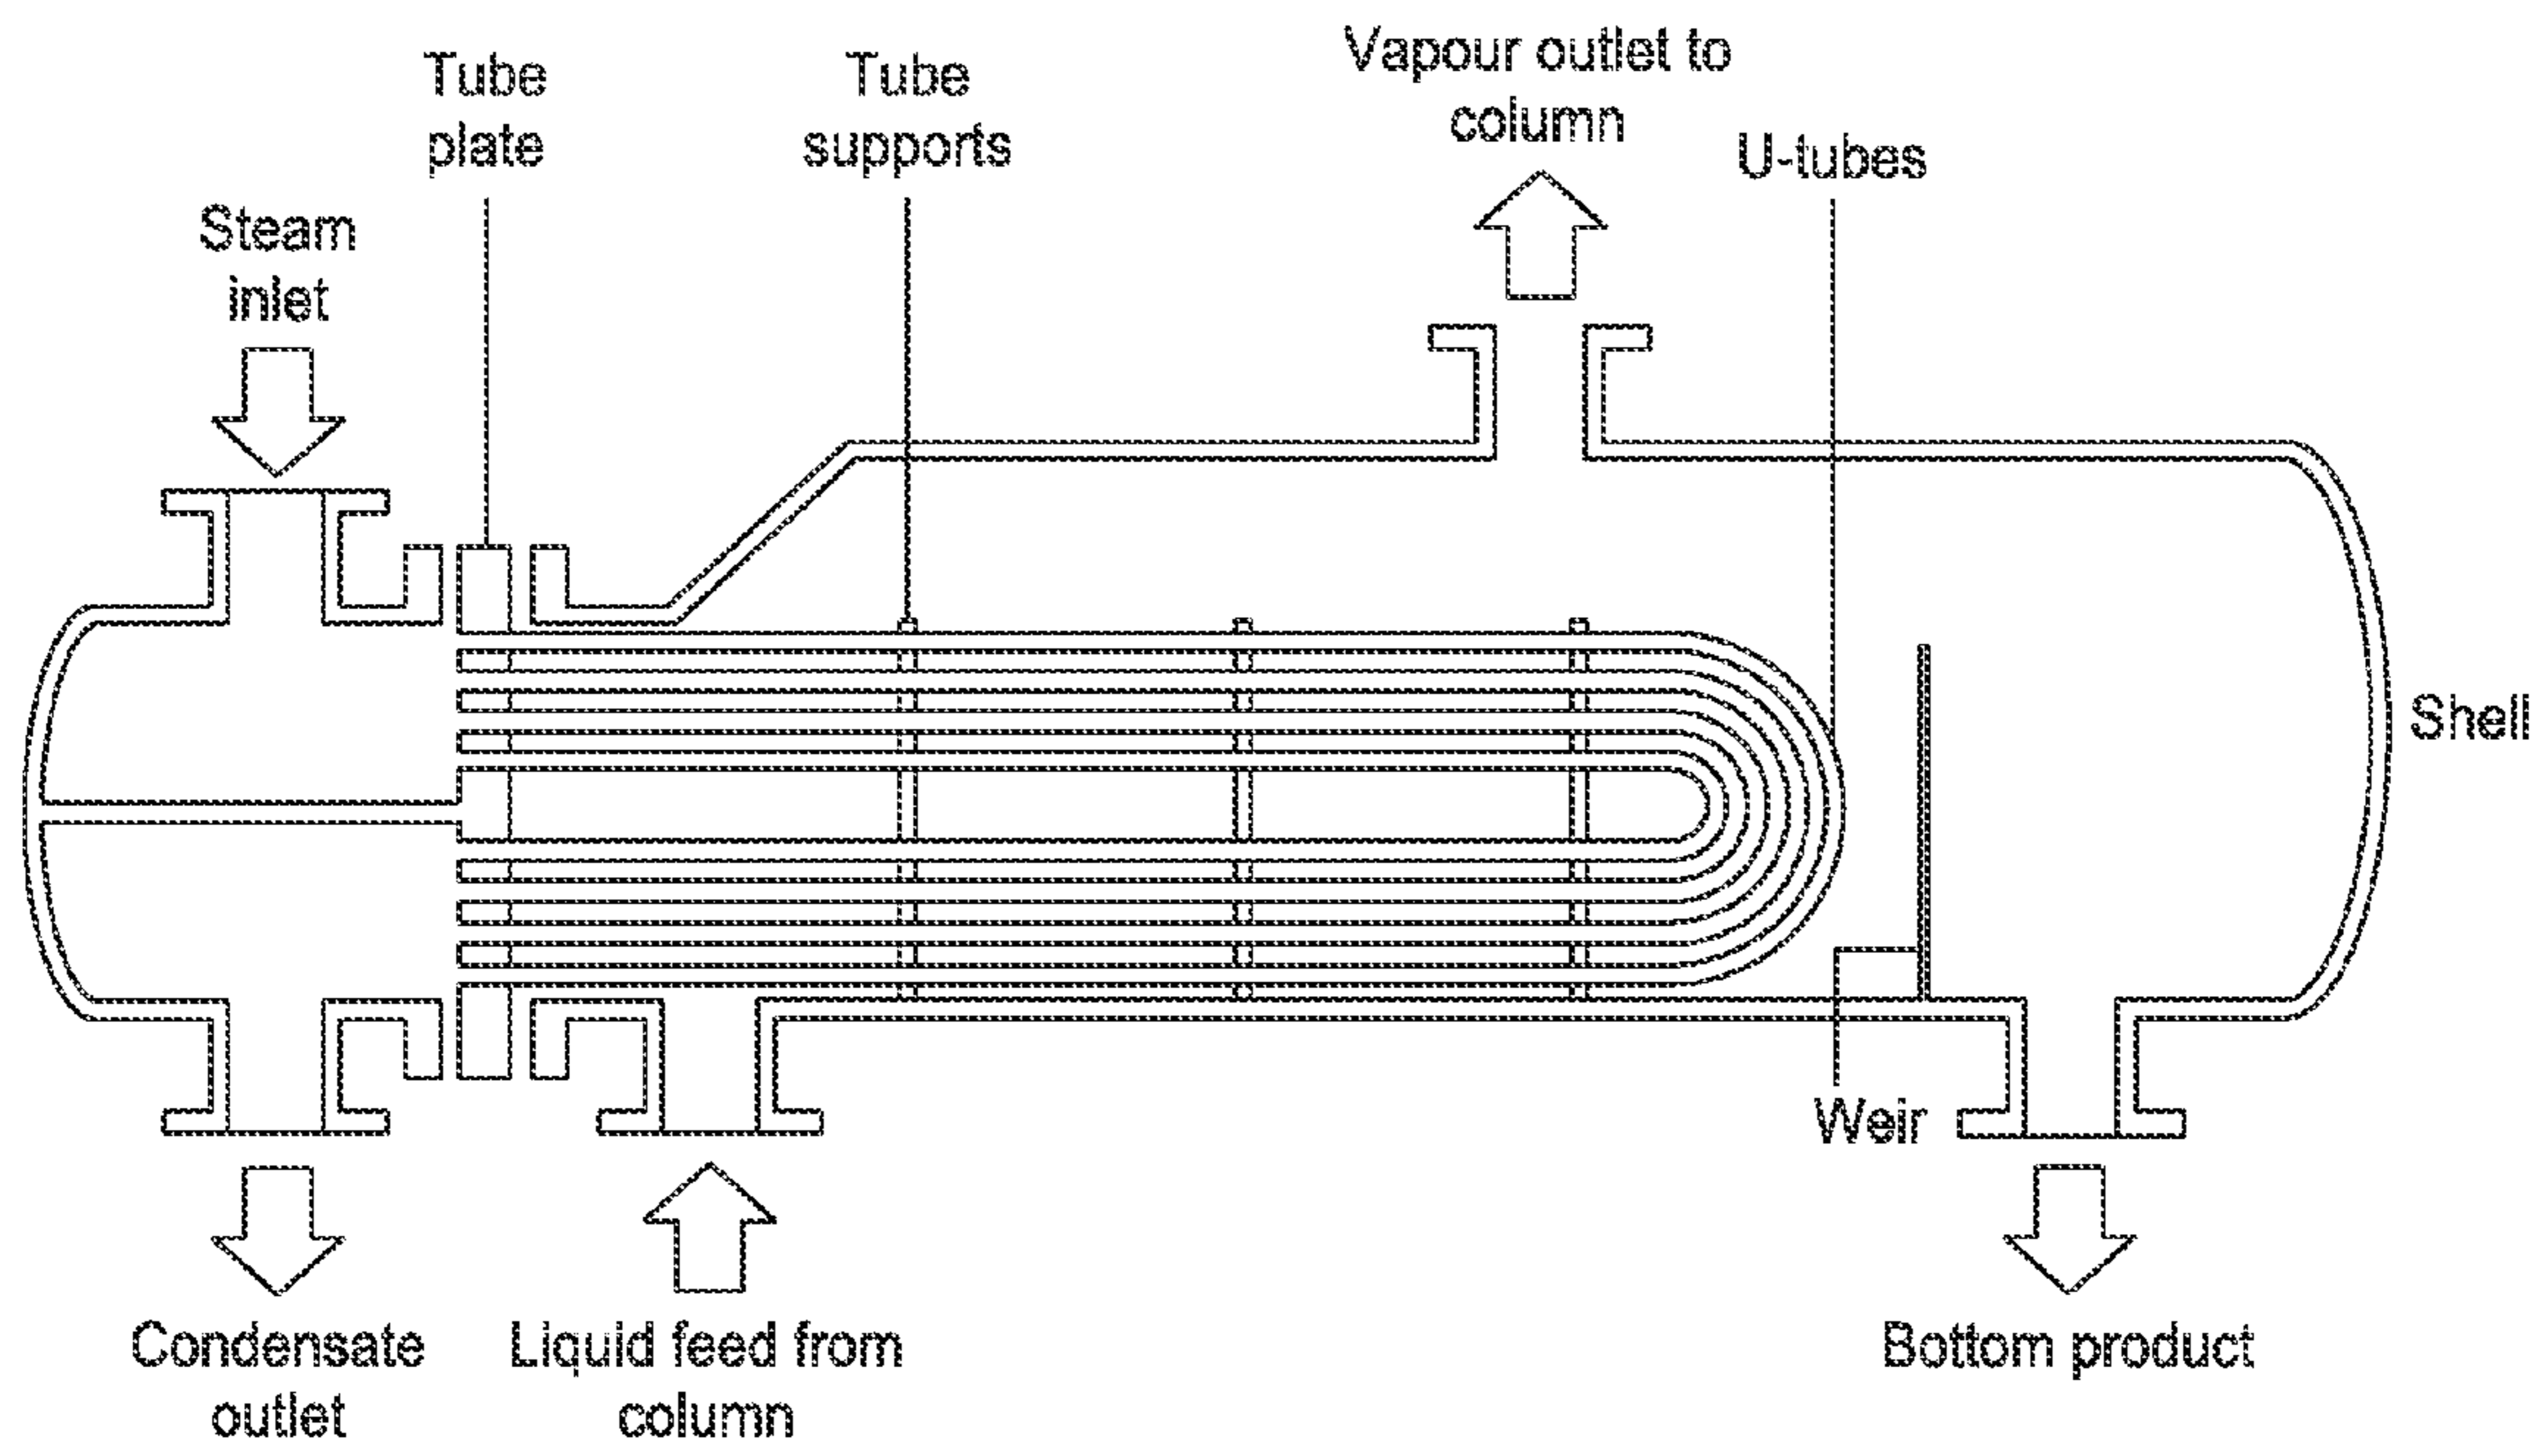 Tube
plate
Tube
supports
Vapour outlet to
column
U-tubes
Steam
inlet
Shell
Weir
Condensate
outlet
Liquid feed from
column
Bottom product